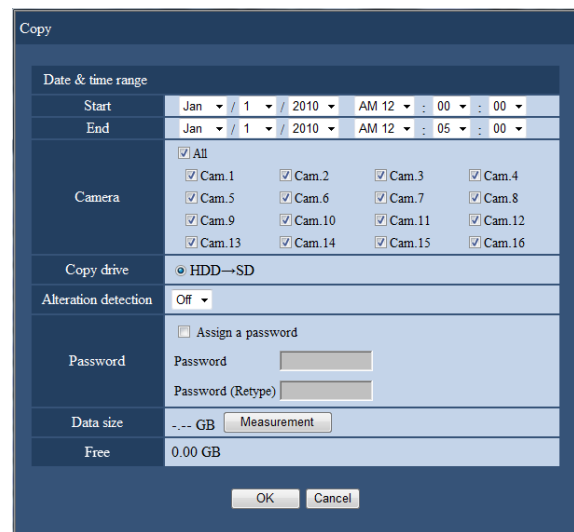 Copy
Date & time range
Start Jan / 1 / 2010 AM 12 : 00 : 00
End Jan / 1 / 2010 AM 12 : 05 : 00
Camera
All
Cam.1 Cam.2 Cam.3 Cam.4
Cam.5 Cam.6 Cam.7 Cam.8
Cam.9 Cam.10 Cam.11 Cam.12
Cam.13 Cam.14 Cam.15 Cam.16
Copy drive HDD→SD
Alteration detection Off
Password
Assign a password
Password
Password (Retype)
Data size -.-- GB Measurement
Free 0.00 GB
OK Cancel